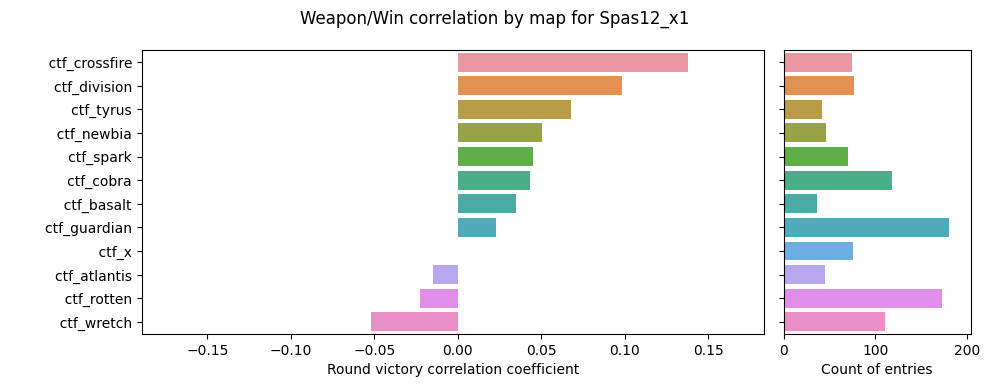 Weapon/Win correlation by map for Spas12_x1
ctf_crossfire
ctf_division
ctf_tyrus
ctf_newbia
ctf_spark
ctf_cobra
ctf_basalt
ctf_guardian
ctf_x
ctf_atlantis
ctf_rotten
ctf_wretch
−0.15 −0.10 −0.05 0.00 0.05 0.10 0.15
Round victory correlation coefficient
0 100 200
Count of entries